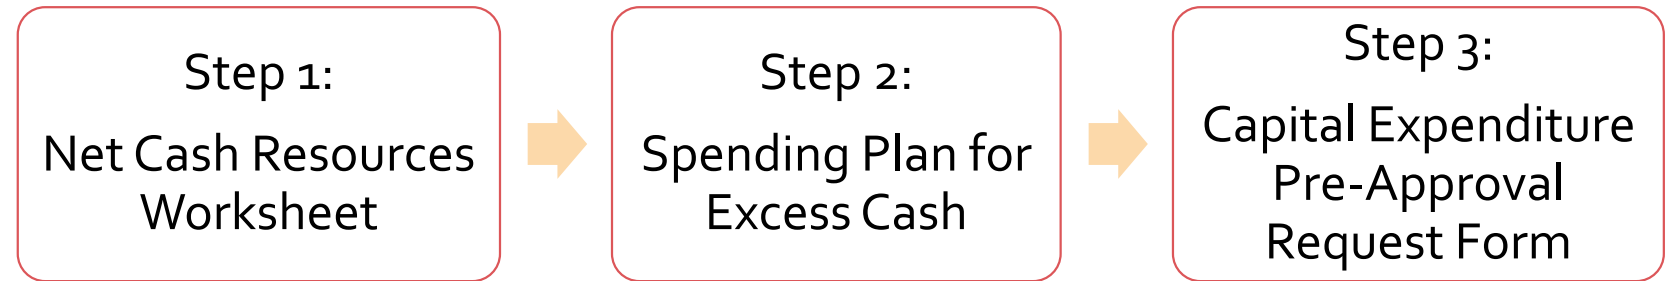 Step 1:
Net Cash Resources
Worksheet
Step 2:
Spending Plan for
Excess Cash
Step 3:
Capital Expenditure
Pre-Approval
Request Form